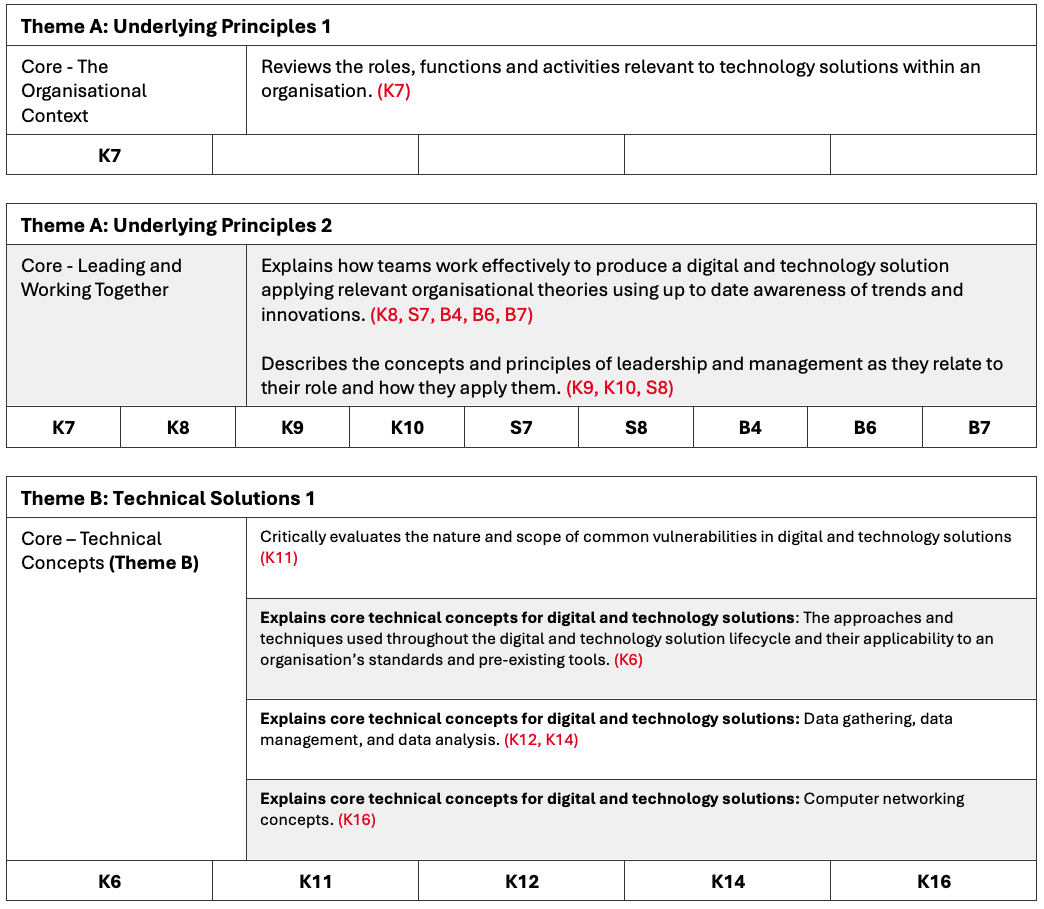 Theme A: Underlying Principles 1
Core - The
Organisational
Context
Reviews the roles, functions and activities relevant to technology solutions within an
organisation. (K7)
K7
Theme A: Underlying Principles 2
Core - Leading and
Working Together
Explains how teams work effectively to produce a digital and technology solution
applying relevant organisational theories using up to date awareness of trends and
innovations. (K8, S7, B4, B6, B7)
Describes the concepts and principles of leadership and management as they relate to
their role and how they apply them. (K9, K10, S8)
K7 K8 K9 K10 S7 S8 B4 B6 B7
Theme B: Technical Solutions 1
Core – Technical
Concepts (Theme B)
Critically evaluates the nature and scope of common vulnerabilities in digital and technology solutions
(K11)
Explains core technical concepts for digital and technology solutions: The approaches and
techniques used throughout the digital and technology solution lifecycle and their applicability to an
organisation’s standards and pre-existing tools. (K6)
Explains core technical concepts for digital and technology solutions: Data gathering, data
management, and data analysis. (K12, K14)
Explains core technical concepts for digital and technology solutions: Computer networking
concepts. (K16)
K6 K11 K12 K14 K16